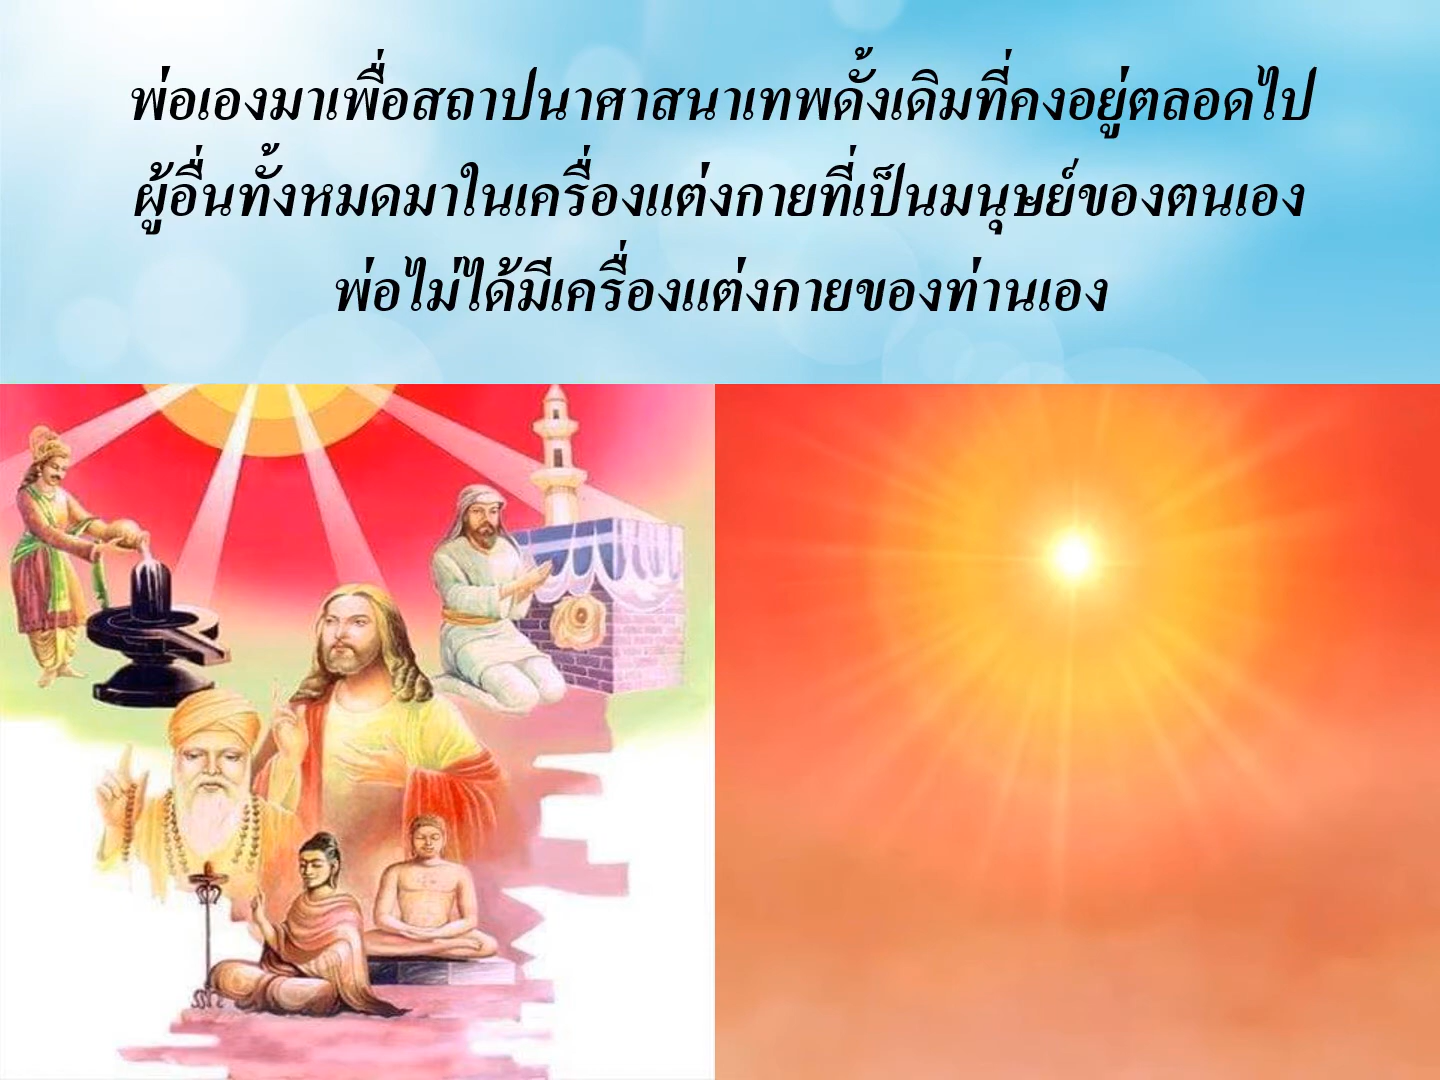 พ่อเองมาเพื่อสถาปนาศาสนาเทพดั้งเดิมที่คงอยู่ตลอดไป
ผู้อื่นทั้งหมดมาในเครื่องแต่งกายที่เป็นมนุษย์ของตนเอง
พ่อไม่ได้มีเครื่องแต่งกายของท่านเอง